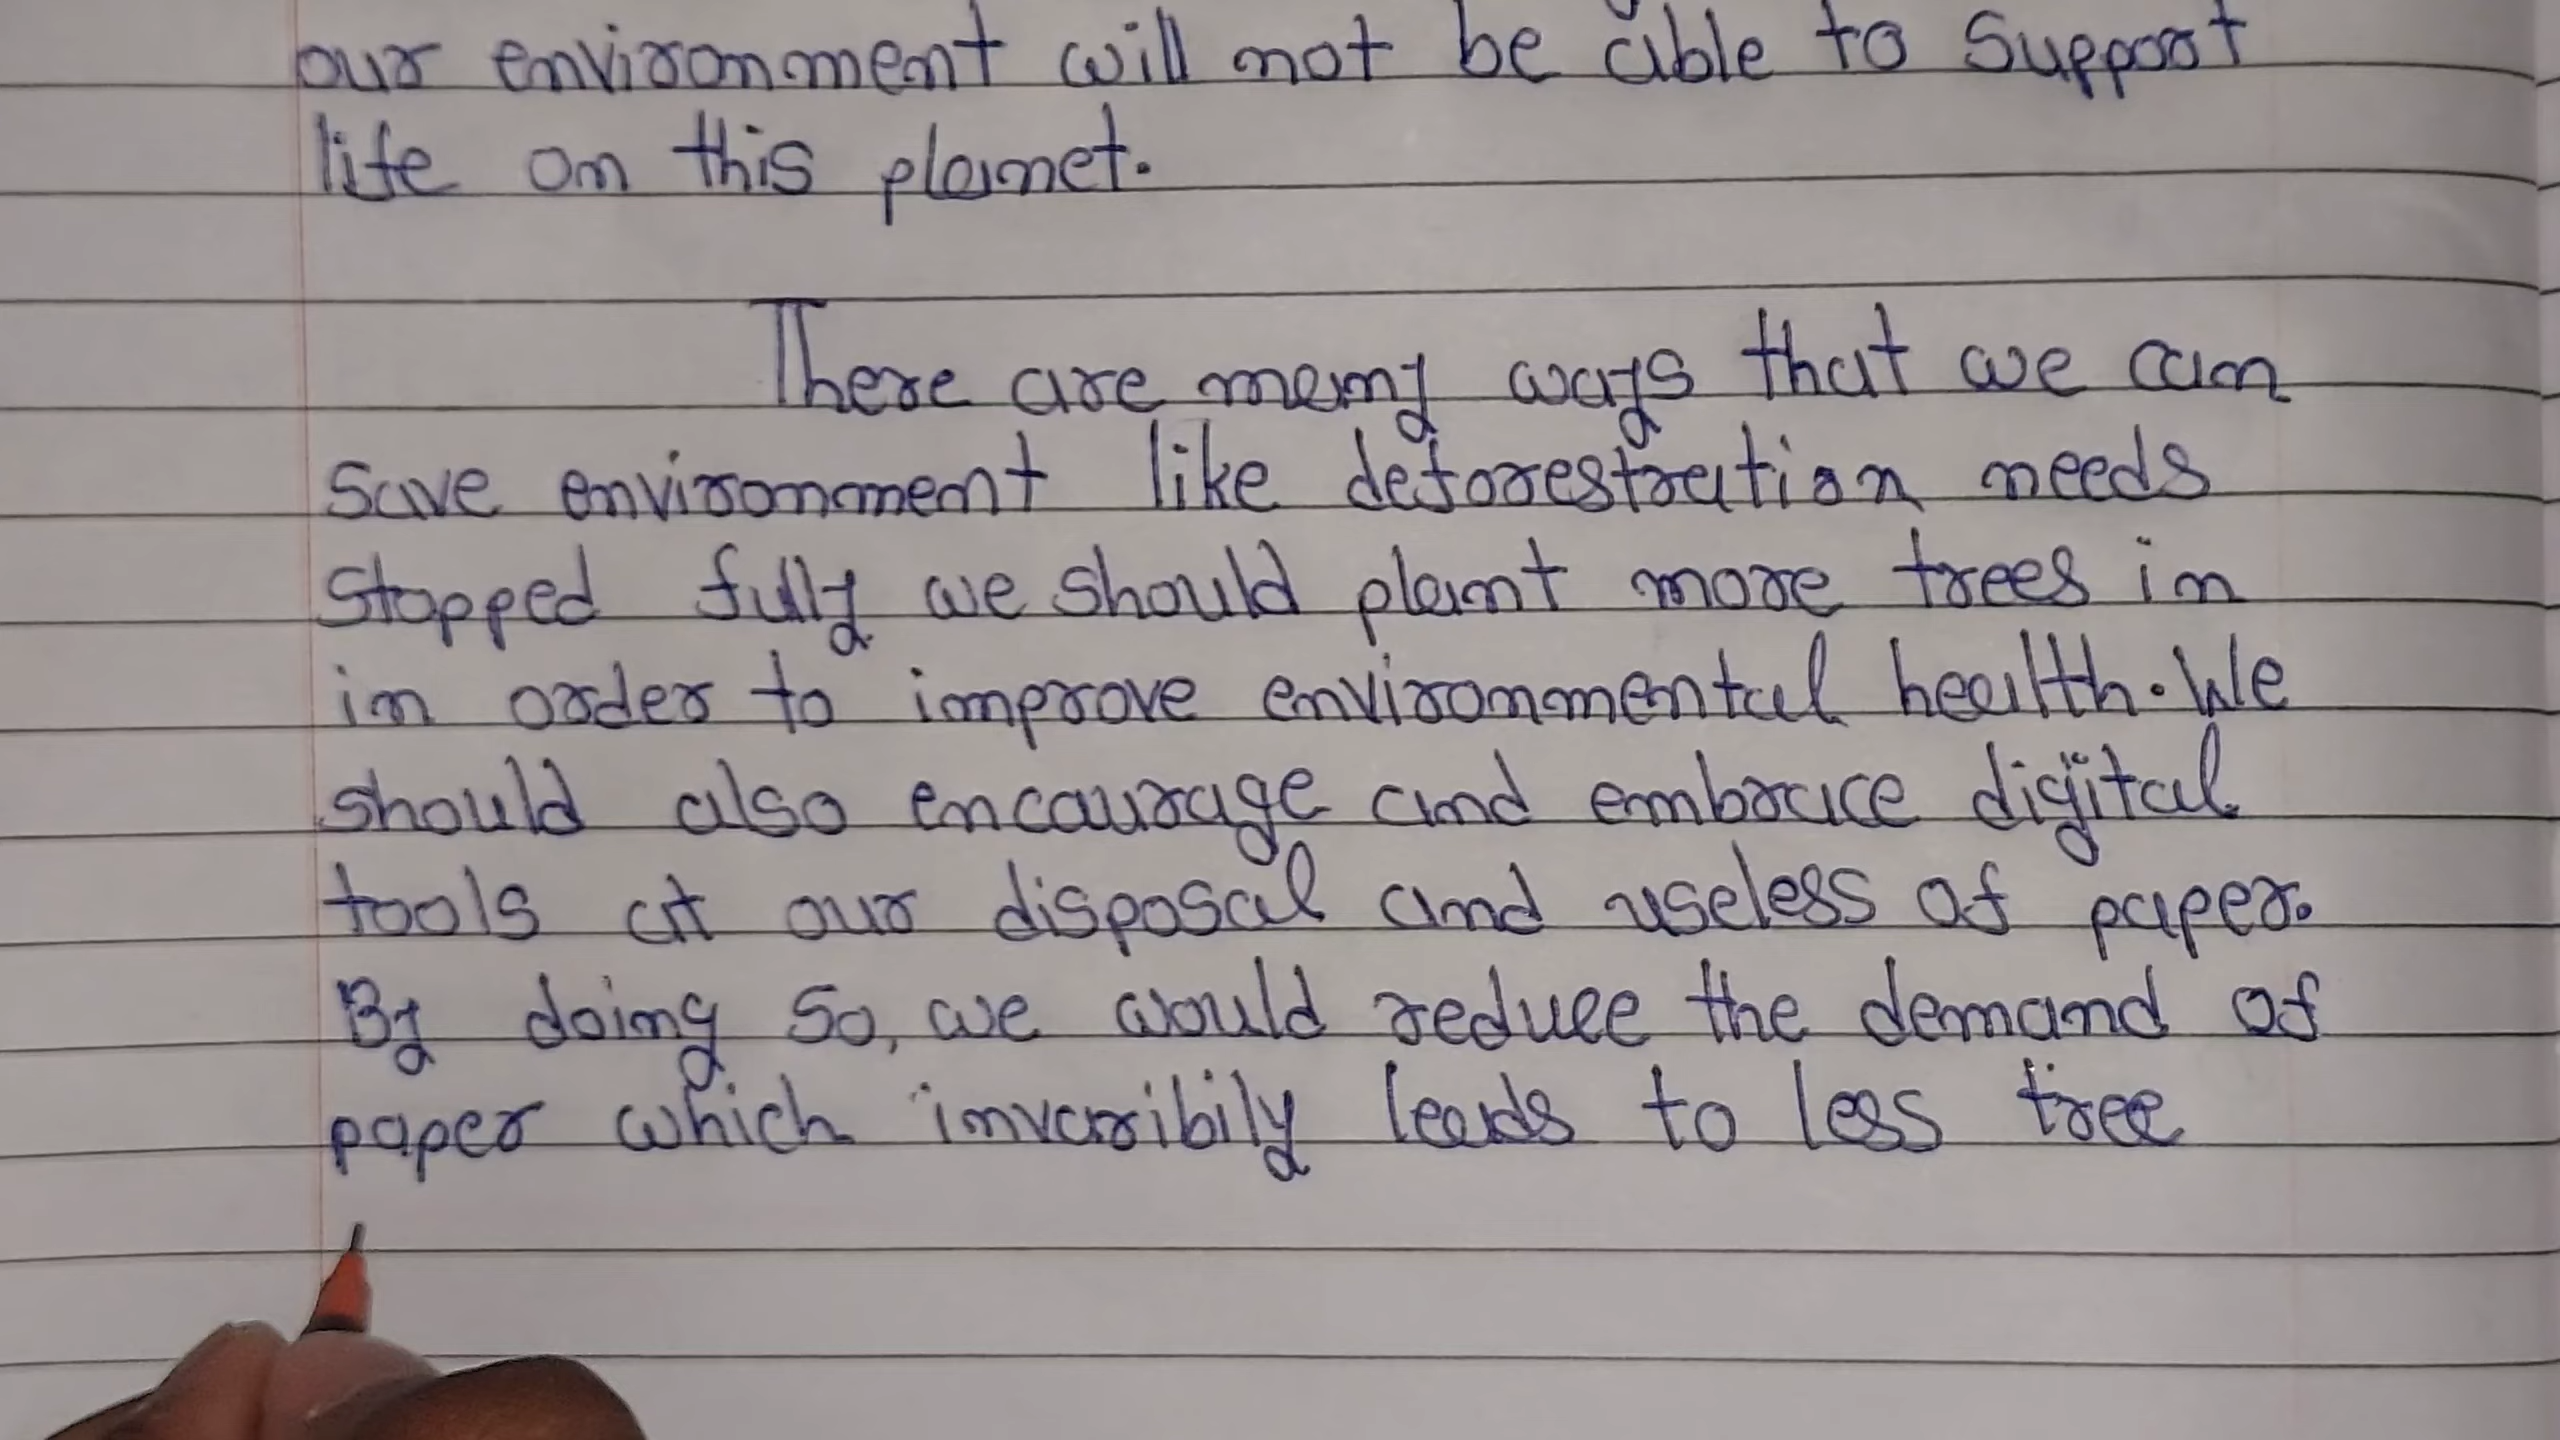 our environment will not be able to support
life on this planet.
There are many ways that we can
save environment like deforestration needs
stopped fully we should plant more trees in
in order to improve environmental health. We
should also encourage and embrace digital
tools at our disposal and useless of paper.
By doing so, we would reduce the demand of
paper which invaribily leads to less tree